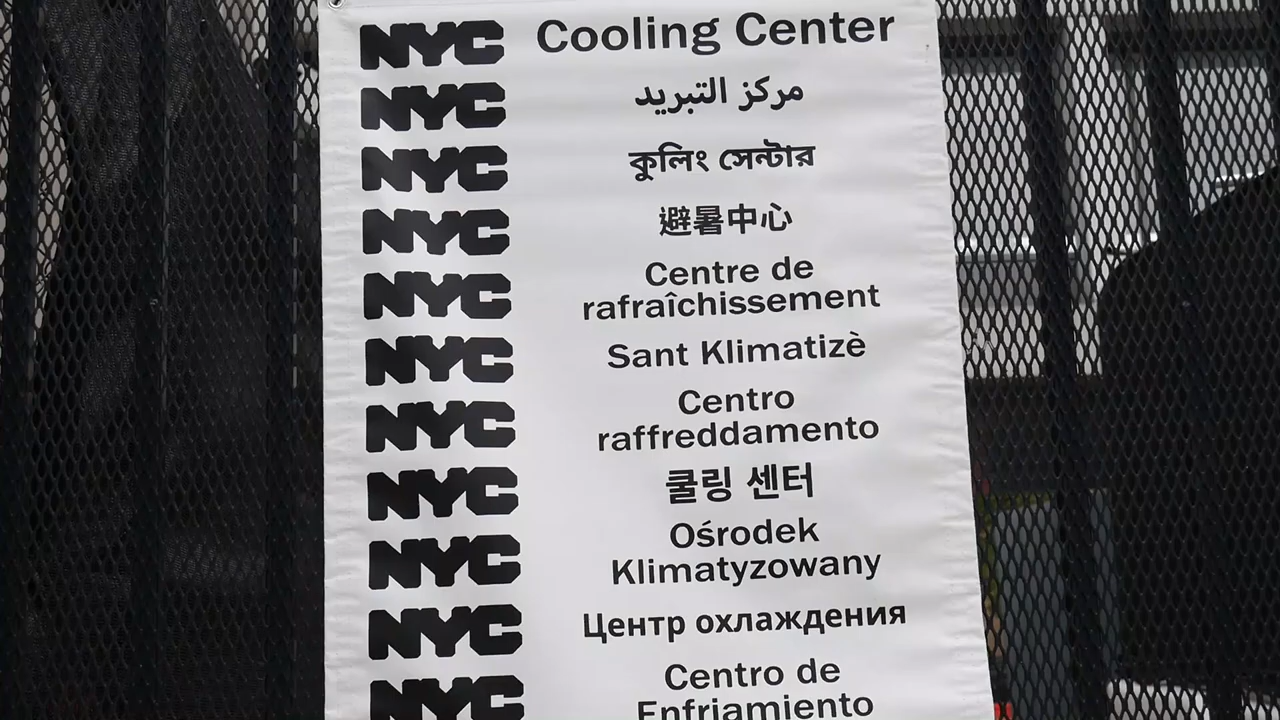 NYC Cooling Center
NYC مركز التبريد
NYC কুলিং সেন্টার
NYC 避暑中心
NYC Centre de
rafraîchissement
NYC Sant Klimatizè
NYC Centro
raffreddamento
NYC 쿨링 센터
NYC Ośrodek
Klimatyzowany
NYC Центр охлаждения
NYC Centro de
Enfriamiento